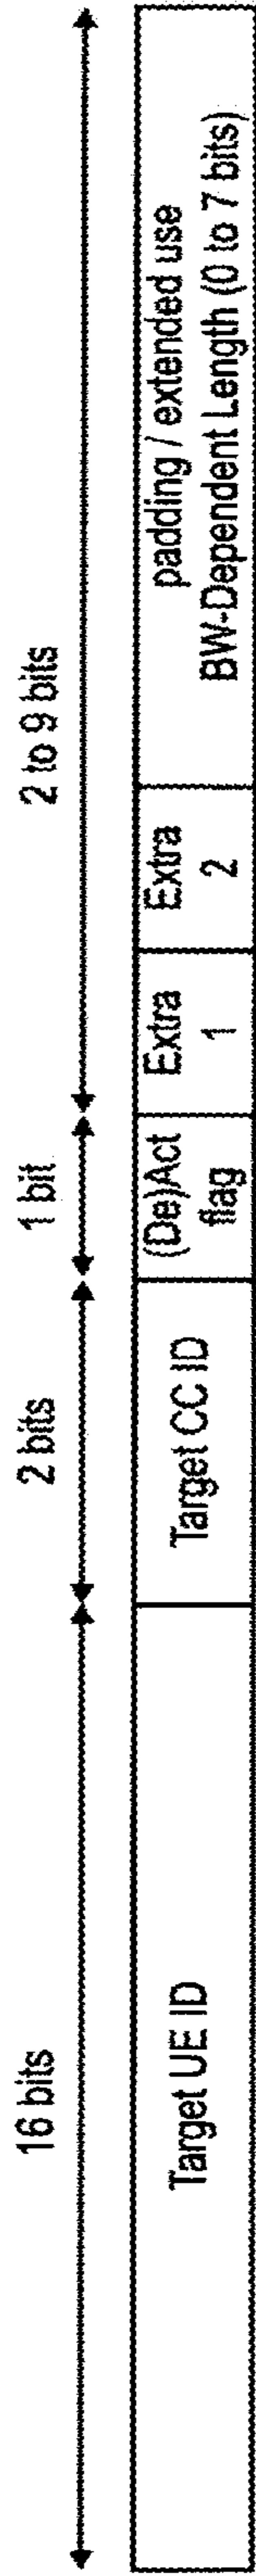 16 bits
2 bits
1 bit
2 to 9 bits
Target UE ID
Target CC ID
(De)Act
flag
Extra
1
Extra
2
padding / extended use
BW-Dependent Length (0 to 7 bits)